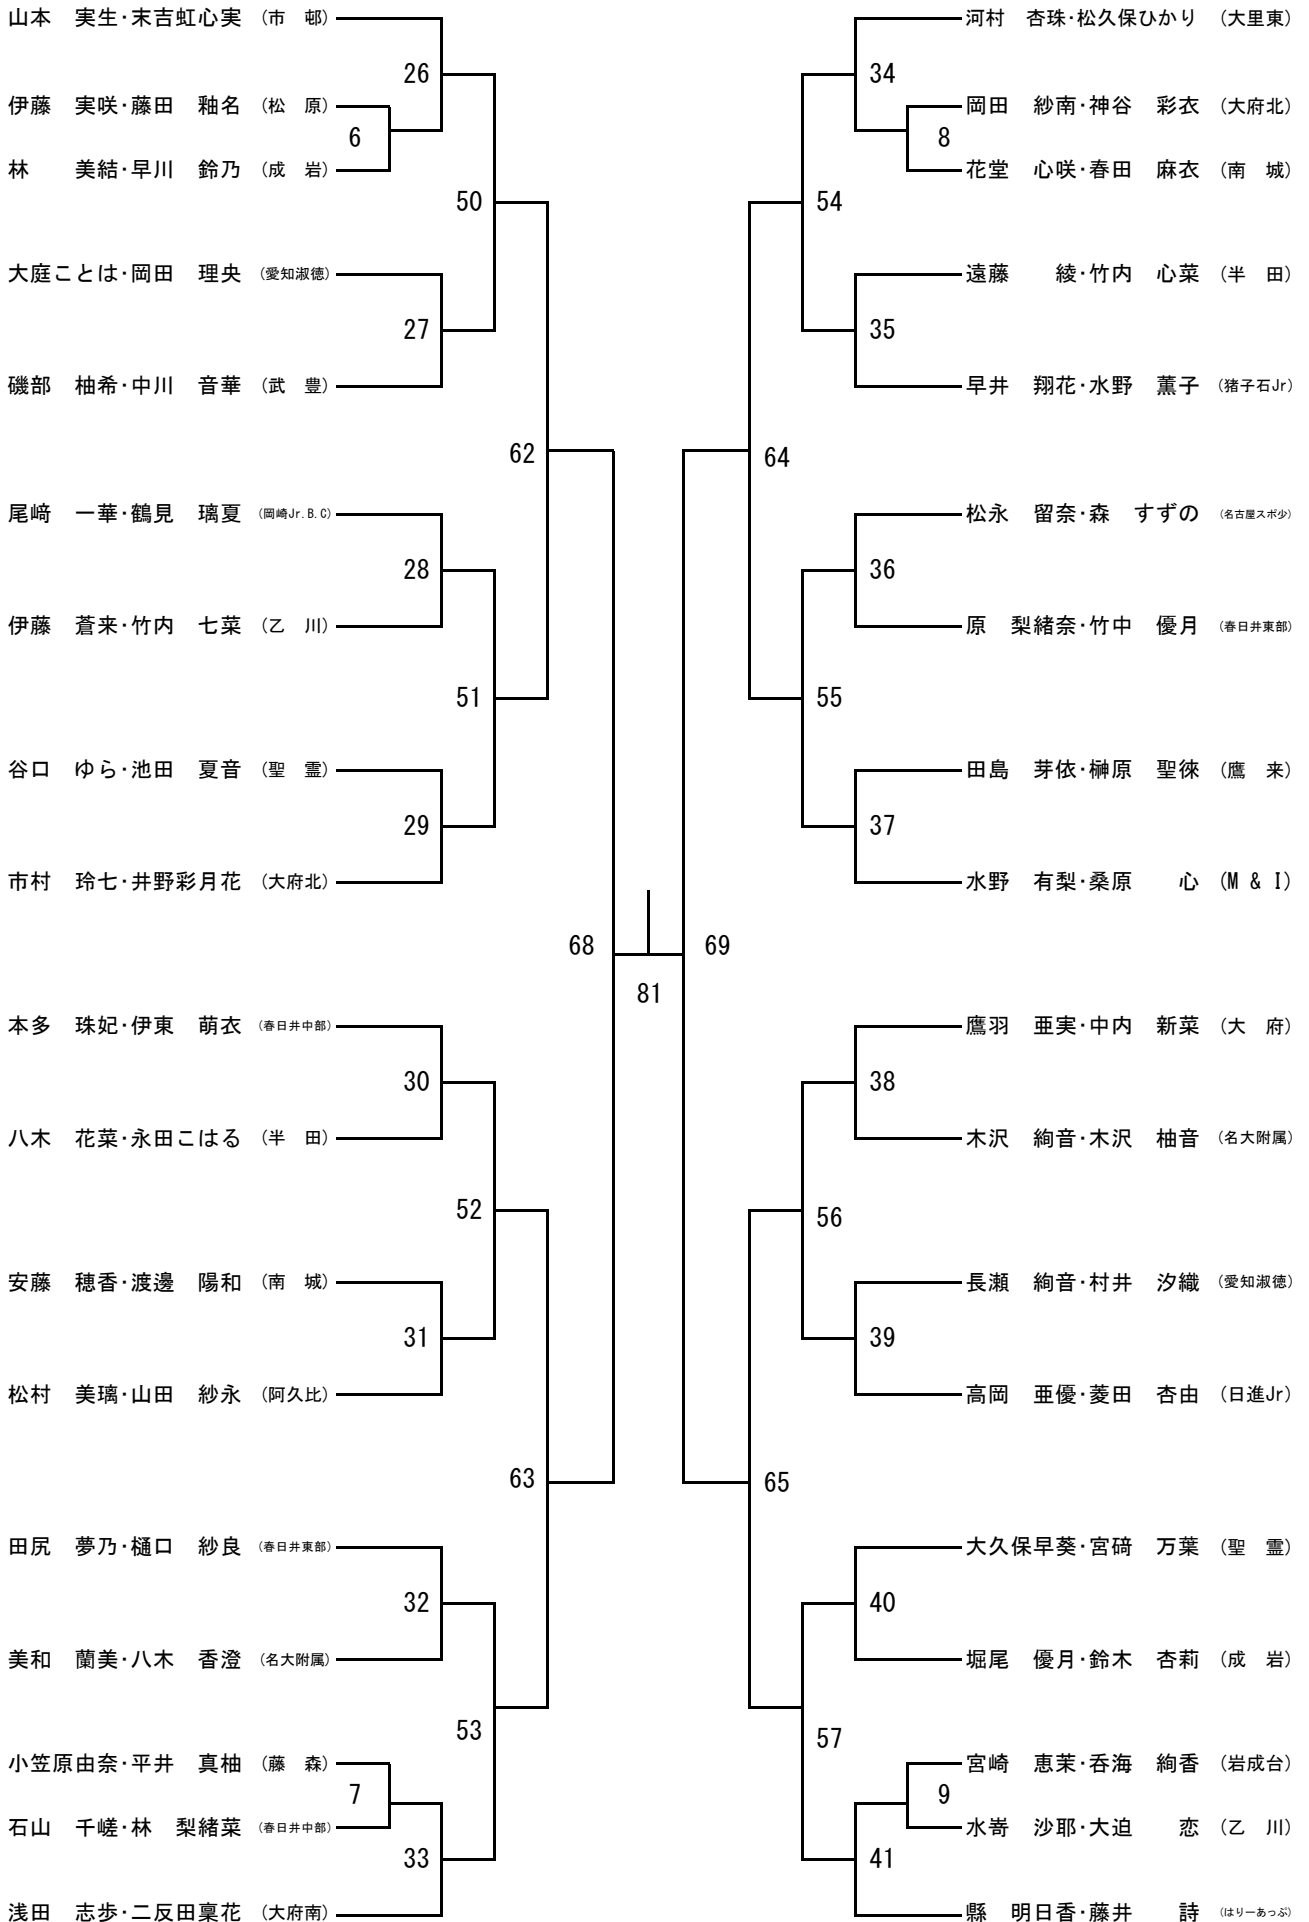 山本　実生・末吉虹心実　（市　邨）
26
伊藤　実咲・藤田　釉名　（松　原）
6
林　　美結・早川　鈴乃　（成　岩）
50
大庭ことは・岡田　理央　（愛知淑徳）
27
磯部　柚希・中川　音華　（武　豊）
62
尾﨑　一華・鶴見　璃夏　（岡崎Jr.B.C）
28
伊藤　蒼来・竹内　七菜　（乙　川）
51
谷口　ゆら・池田　夏音　（聖　霊）
29
市村　玲七・井野彩月花　（大府北）
68
本多　珠妃・伊東　萌衣　（春日井中部）
30
八木　花菜・永田こはる　（半　田）
52
安藤　穂香・渡邊　陽和　（南　城）
31
松村　美璃・山田　紗永　（阿久比）
63
田尻　夢乃・樋口　紗良　（春日井東部）
32
美和　蘭美・八木　香澄　（名大附属）
53
小笠原由奈・平井　真柚　（藤　森）
7
石山　千嵯・林　梨緒菜　（春日井中部）
33
浅田　志歩・二反田稟花　（大府南）
81
河村　杏珠・松久保ひかり　（大里東）
34
岡田　紗南・神谷　彩衣　（大府北）
8
花堂　心咲・春田　麻衣　（南　城）
54
遠藤　　綾・竹内　心菜　（半　田）
35
早井　翔花・水野　薫子　（猪子石Jr）
64
松永　留奈・森　すずの　（名古屋スポ少）
36
原　梨緒奈・竹中　優月　（春日井東部）
55
田島　芽依・榊原　聖徠　（鷹　来）
37
水野　有梨・桑原　　心　（M & I）
69
鷹羽　亜実・中内　新菜　（大　府）
38
木沢　絢音・木沢　柚音　（名大附属）
56
長瀬　絢音・村井　汐織　（愛知淑徳）
39
高岡　亜優・菱田　杏由　（日進Jr）
65
大久保早葵・宮﨑　万葉　（聖　霊）
40
堀尾　優月・鈴木　杏莉　（成　岩）
57
宮崎　恵茉・呑海　絢香　（岩成台）
9
水嵜　沙耶・大迫　　恋　（乙　川）
41
縣　明日香・藤井　　詩　（はりーあっぷ）